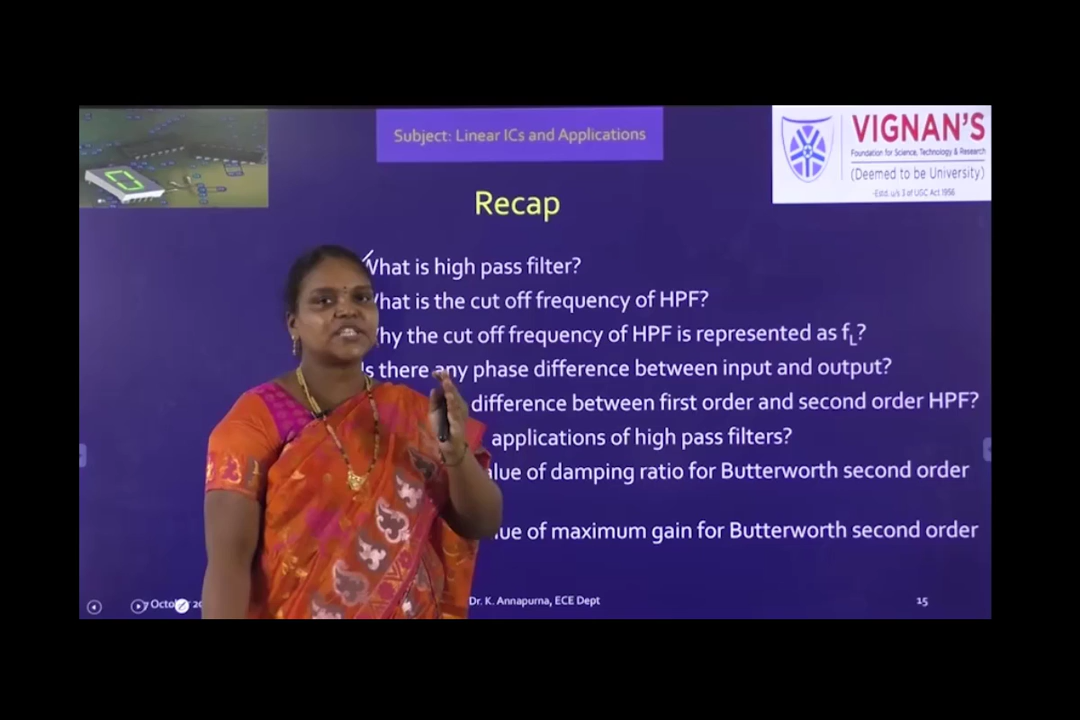 Subject: Linear ICs and Applications
VIGNAN'S
Foundation for Science, Technology & Research
(Deemed to be University)
-Estd. u/s 3 of UGC Act 1956
Recap
What is high pass filter?
What is the cut off frequency of HPF?
Why the cut off frequency of HPF is represented as fL?
Is there any phase difference between input and output?
difference between first order and second order HPF?
applications of high pass filters?
of damping ratio for Butterworth second order
of maximum gain for Butterworth second order
Dr. K. Annapurna, ECE Dept
15